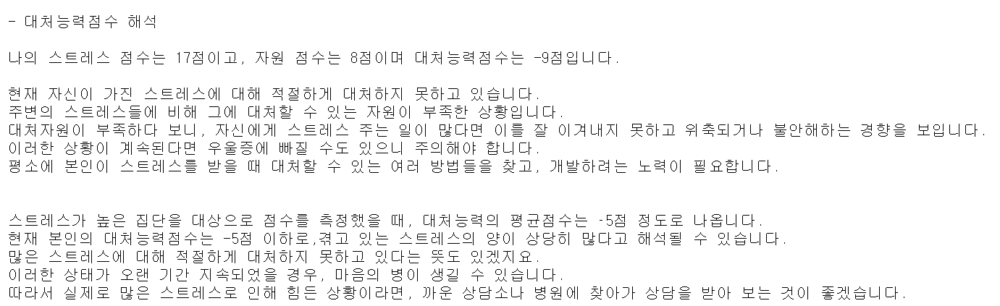 - 대처능력점수 해석
나의 스트레스 점수는 17점이고, 자원 점수는 8점이며 대처능력점수는 -9점입니다.
현재 자신이 가진 스트레스에 대해 적절하게 대처하지 못하고 있습니다.
주변의 스트레스들에 비해 그에 대처할 수 있는 자원이 부족한 상황입니다.
대처자원이 부족하다 보니, 자신에게 스트레스 주는 일이 많다면 이를 잘 이겨내지 못하고 위축되거나 불안해하는 경향을 보입니다.
이러한 상황이 계속된다면 우울증에 빠질 수도 있으니 주의해야 합니다.
평소에 본인이 스트레스를 받을 때 대처할 수 있는 여러 방법들을 찾고, 개발하려는 노력이 필요합니다.
스트레스가 높은 집단을 대상으로 점수를 측정했을 때, 대처능력의 평균점수는 -5점 정도로 나옵니다.
현재 본인의 대처능력점수는 -5점 이하로,겪고 있는 스트레스의 양이 상당히 많다고 해석될 수 있습니다.
많은 스트레스에 대해 적절하게 대처하지 못하고 있다는 뜻도 있겠지요.
이러한 상태가 오랜 기간 지속되었을 경우, 마음의 병이 생길 수 있습니다.
따라서 실제로 많은 스트레스로 인해 힘든 상황이라면, 까운 상담소나 병원에 찾아가 상담을 받아 보는 것이 좋겠습니다.